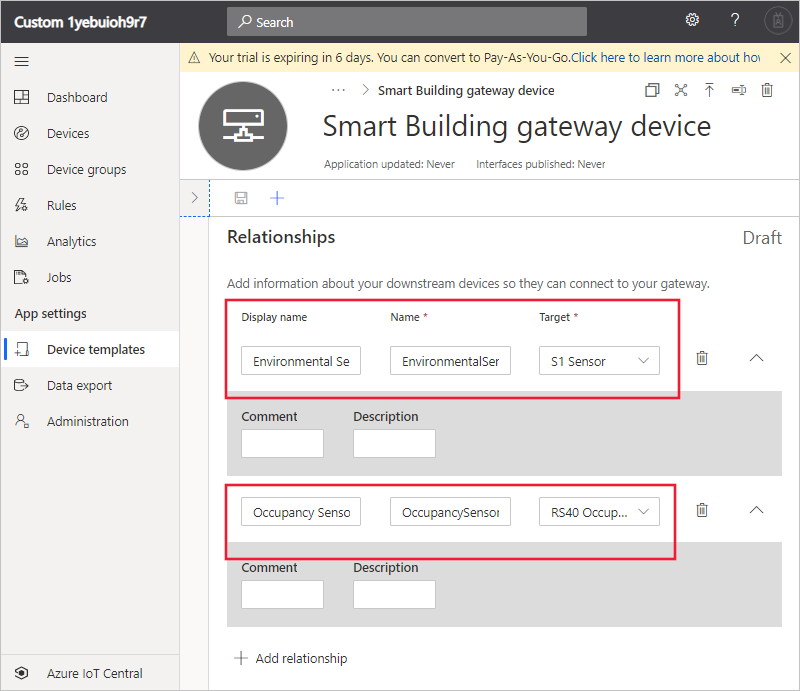 Custom 1yebuioh9r7
Search
?
Your trial is expiring in 6 days. You can convert to Pay-As-You-Go.Click here to learn more about how
... > Smart Building gateway device
Smart Building gateway device
Application updated: Never Interfaces published: Never
Dashboard
Devices
Device groups
Rules
Analytics
Jobs
App settings
Device templates
Data export
Administration
Azure IoT Central
Relationships
Draft
Add information about your downstream devices so they can connect to your gateway.
Display name Name * Target *
Environmental Se EnvironmentalSer S1 Sensor
Comment Description
Occupancy Senso OccupancySensor RS40 Occup...
Comment Description
Add relationship